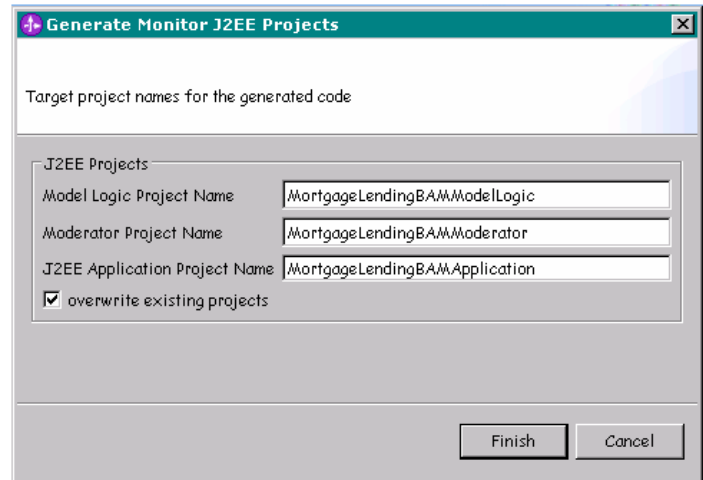 Generate Monitor J2EE Projects
Target project names for the generated code
J2EE Projects
Model Logic Project Name MortgageLendingBAMModelLogic
Moderator Project Name MortgageLendingBAMModerator
J2EE Application Project Name MortgageLendingBAMApplication
overwrite existing projects
Finish Cancel